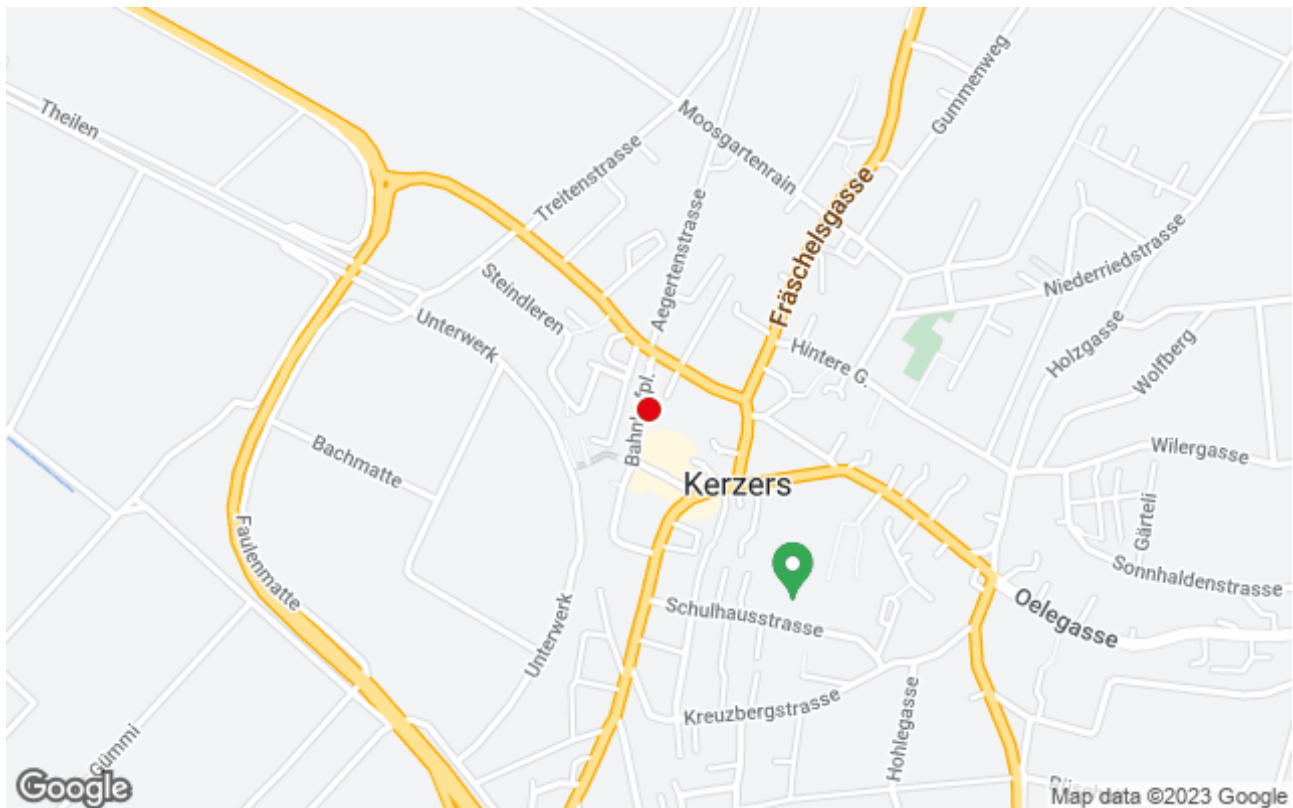 Theilen
Moosgartenrain
Gummenweg
Treitenstrasse
Aegertenstrasse
Fräschelsgasse
Niederriedstrasse
Steindleren
Unterwerk
Hintere G.
Holzgasse
Wolfberg
Bachmatte
Kerzers
Wilergasse
Gärteli
Faulenmatte
Sonnhaldenstrasse
Schulhausstrasse
Oelegasse
Unterwerk
Kreuzbergstrasse
Hohlegasse
Gümmi
Google
Map data ©2023 Google